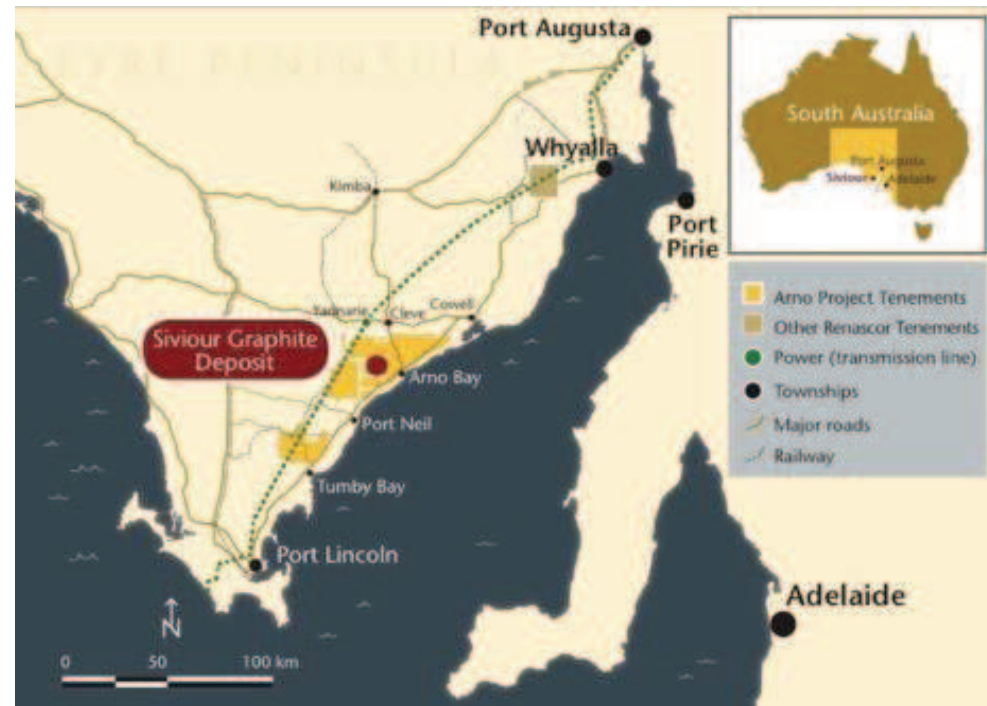 EYRE PENINSULA
Port Augusta
Whyalla
Kimba
Port
Pirie
Yadnarie
Cleve
Cowell
Siviour Graphite
Deposit
Arno Bay
Port Neil
Tumby Bay
Port Lincoln
Adelaide
N
0 50 100 km
South Australia
Port Augusta
Siviour
Adelaide
Arno Project Tenements
Other Renascor Tenements
Power (transmission line)
Townships
Major roads
Railway